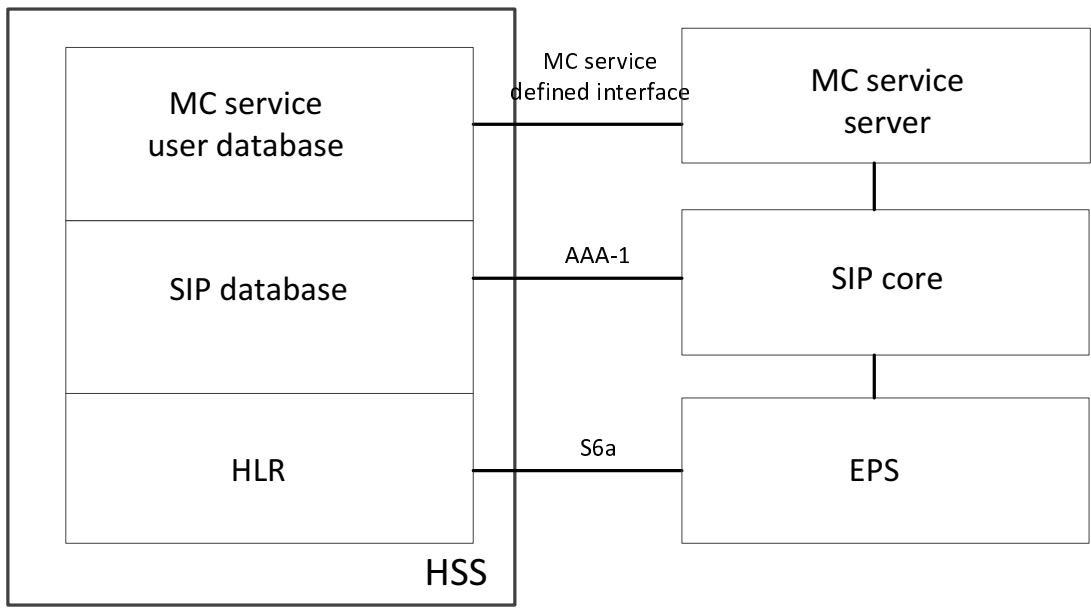 MC service
user database
SIP database
HLR
HSS
MC service
defined interface
AAA-1
S6a
MC service
server
SIP core
EPS